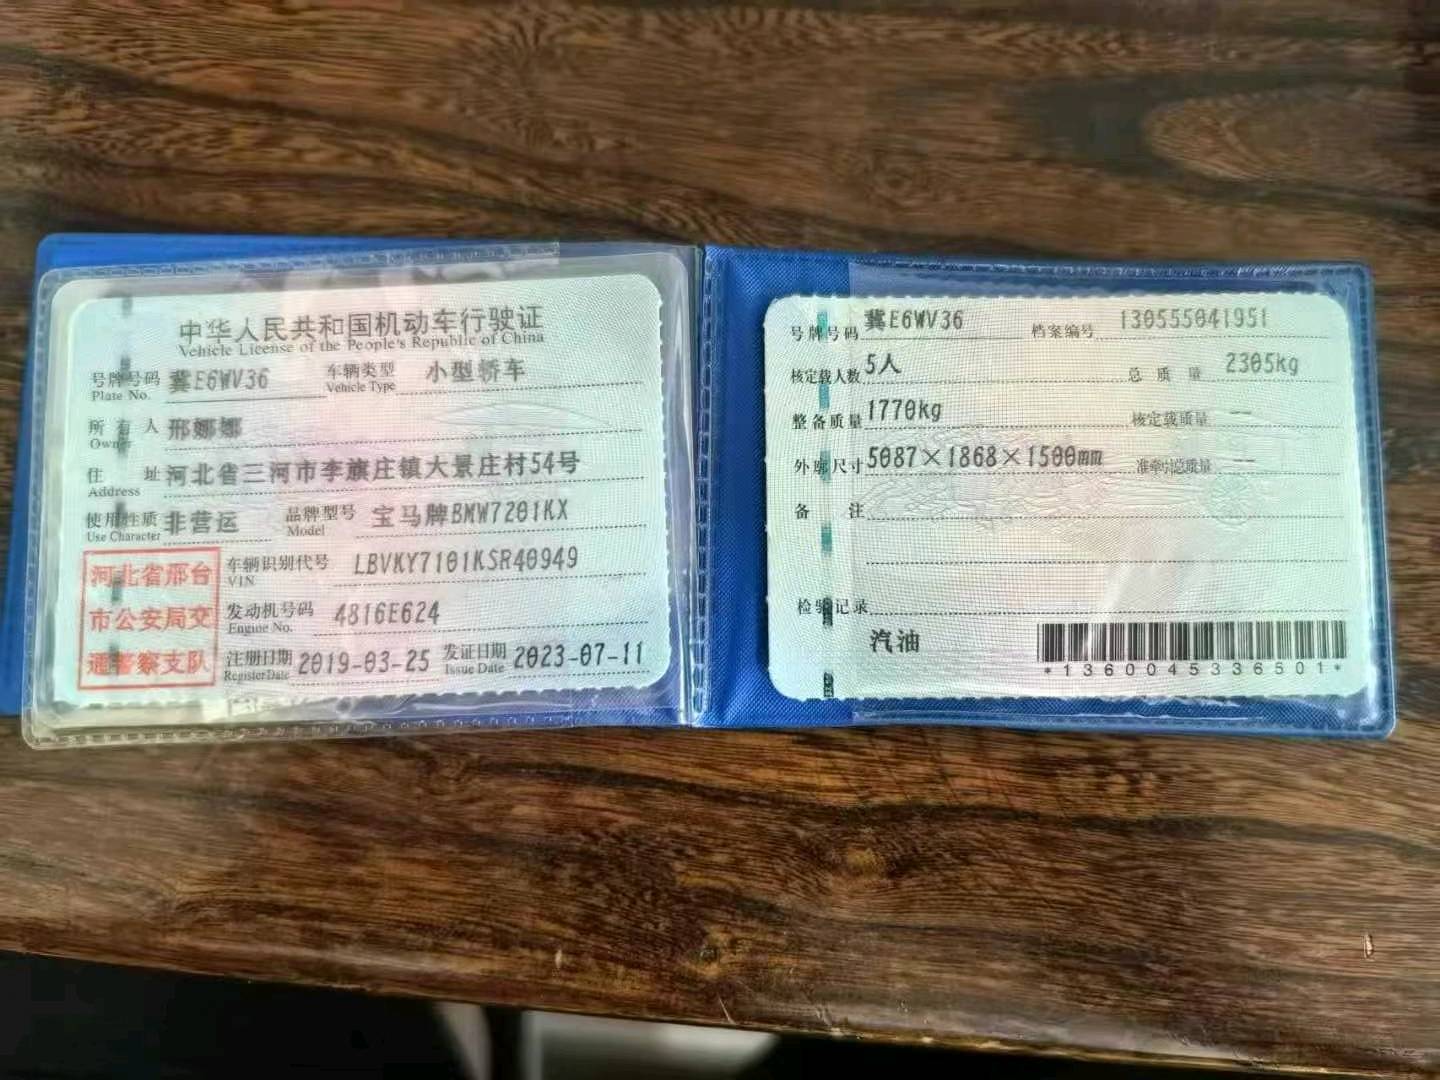 中华人民共和国机动车行驶证
Vehicle License of the People's Republic of China
号牌号码 冀E6WV36 车辆类型 小型轿车
Plate No. Vehicle Type
所有人 邢娜娜
Owner
住址 河北省三河市李旗庄镇大景庄村54号
Address
使用性质 非营运 品牌型号 宝马牌BMW7201KX
Use Character Model
河北省邢台
市公安局交
通警察支队
车辆识别代号 LBVKY7101KSR40949
VIN
发动机号码 4816E624
Engine No.
注册日期 2019-03-25 发证日期 2023-07-11
Register Date Issue Date
号牌号码 冀E6WV36 档案编号 130555041951
核定载人数 5人 总质量 2305kg
整备质量 1770kg 核定载质量 --
外廓尺寸 5087×1868×1500mm 准牵引总质量 --
备注
检验记录
汽油
*1360045336501*